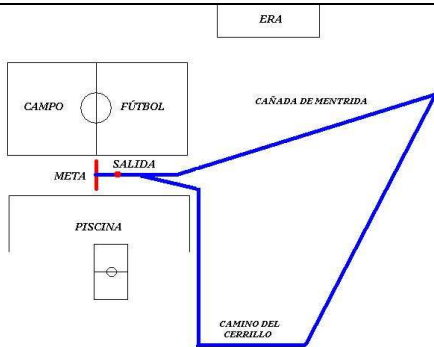 ERA
CAMPO FÚTBOL
CAÑADA DE MENTRIDA
SALIDA
META
PISCINA
CAMINO DEL
CERRILLO